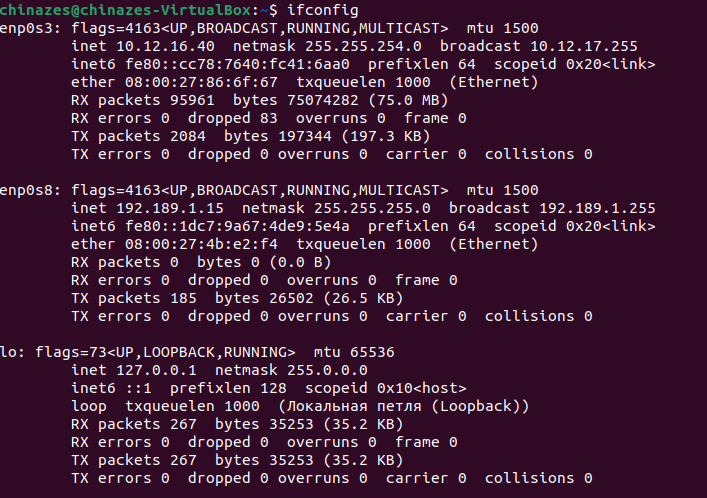 chinazes@chinazes-VirtualBox:~$ ifconfig
enp0s3: flags=4163<UP,BROADCAST,RUNNING,MULTICAST>  mtu 1500
        inet 10.12.16.40  netmask 255.255.254.0  broadcast 10.12.17.255
        inet6 fe80::cc78:7640:fc41:6aa0  prefixlen 64  scopeid 0x20<link>
        ether 08:00:27:86:6f:67  txqueuelen 1000  (Ethernet)
        RX packets 95961  bytes 75074282 (75.0 MB)
        RX errors 0  dropped 83  overruns 0  frame 0
        TX packets 2084  bytes 197344 (197.3 KB)
        TX errors 0  dropped 0 overruns 0  carrier 0  collisions 0

enp0s8: flags=4163<UP,BROADCAST,RUNNING,MULTICAST>  mtu 1500
        inet 192.189.1.15  netmask 255.255.255.0  broadcast 192.189.1.255
        inet6 fe80::1dc7:9a67:4de9:5e4a  prefixlen 64  scopeid 0x20<link>
        ether 08:00:27:4b:e2:f4  txqueuelen 1000  (Ethernet)
        RX packets 0  bytes 0 (0.0 B)
        RX errors 0  dropped 0  overruns 0  frame 0
        TX packets 185  bytes 26502 (26.5 KB)
        TX errors 0  dropped 0 overruns 0  carrier 0  collisions 0

lo: flags=73<UP,LOOPBACK,RUNNING>  mtu 65536
        inet 127.0.0.1  netmask 255.0.0.0
        inet6 ::1  prefixlen 128  scopeid 0x10<host>
        loop  txqueuelen 1000  (Локальная петля (Loopback))
        RX packets 267  bytes 35253 (35.2 KB)
        RX errors 0  dropped 0  overruns 0  frame 0
        TX packets 267  bytes 35253 (35.2 KB)
        TX errors 0  dropped 0 overruns 0  carrier 0  collisions 0